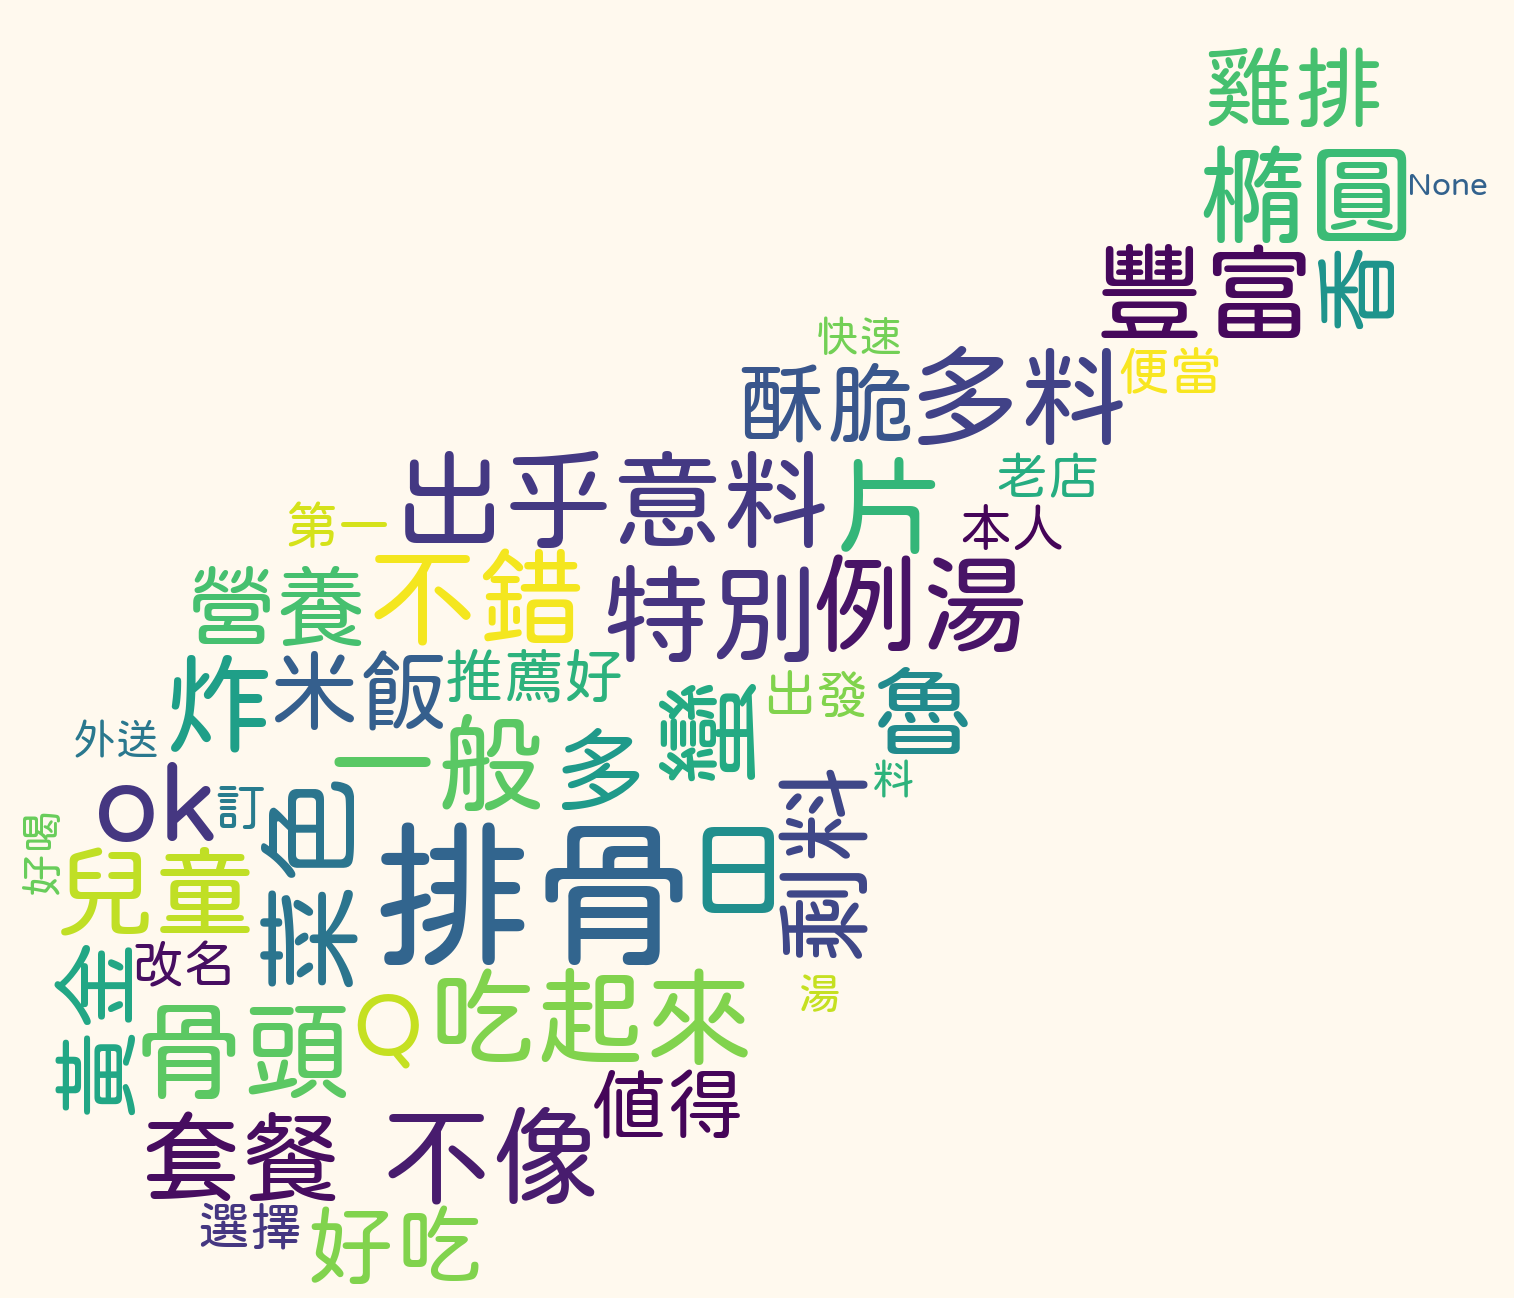 雞排
橢圓
None
豐富
香
快速
酥脆
多料
便當
出乎意料
片
老店
第一
本人
營養
不錯
特別
例湯
炸
米飯
推薦好
蠻
出發
魯
外送
一般
多
料
ok
訂
菜色
排骨
日
剩料
好喝
兒童
改名
黃金
骨頭
Q
吃起來
湯
值得
套餐
不像
選擇
好吃